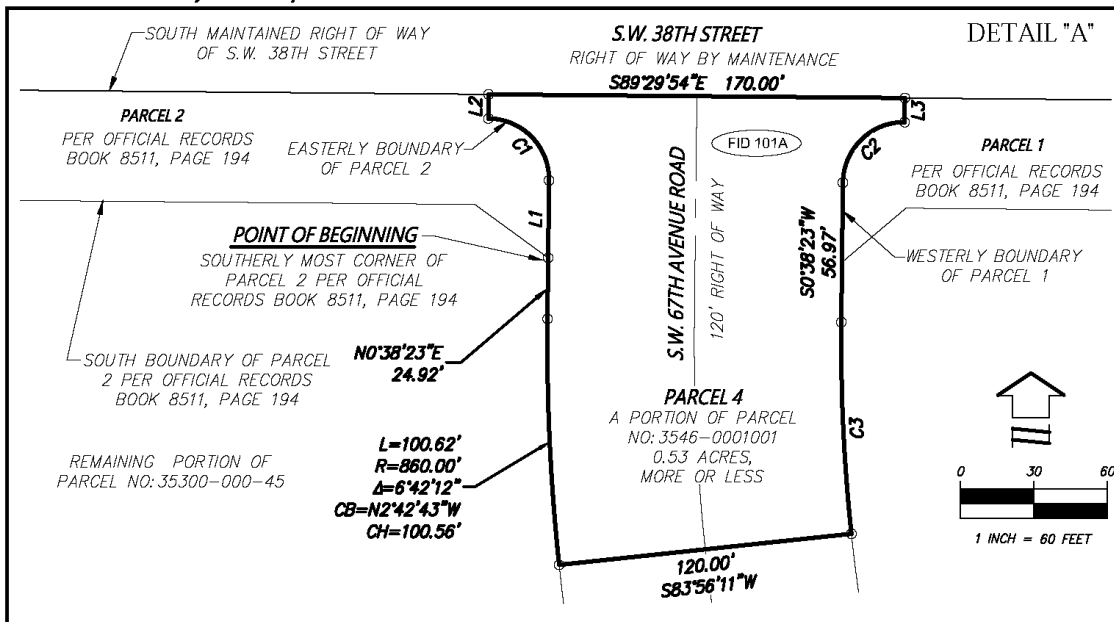 SOUTH MAINTAINED RIGHT OF WAY
OF S.W. 38TH STREET
S.W. 38TH STREET
RIGHT OF WAY BY MAINTENANCE
S89°29'54"E 170.00'
DETAIL "A"
L2
L3
PARCEL 2
PER OFFICIAL RECORDS
BOOK 8511, PAGE 194
EASTERLY BOUNDARY
OF PARCEL 2
C1
FID 101A
C2
PARCEL 1
PER OFFICIAL RECORDS
BOOK 8511, PAGE 194
L1
S.W. 67TH AVENUE ROAD
120' RIGHT OF WAY
S0°38'23"W
56.97'
WESTERLY BOUNDARY
OF PARCEL 1
POINT OF BEGINNING
SOUTHERLY MOST CORNER OF
PARCEL 2 PER OFFICIAL
RECORDS BOOK 8511, PAGE 194
SOUTH BOUNDARY OF PARCEL
2 PER OFFICIAL RECORDS
BOOK 8511, PAGE 194
N0°38'23"E
24.92'
PARCEL 4
A PORTION OF PARCEL
NO: 3546-0001001
0.53 ACRES,
MORE OR LESS
C3
REMAINING PORTION OF
PARCEL NO: 35300-000-45
L=100.62'
R=860.00'
Δ=6°42'12"
CB=N2°42'43"W
CH=100.56'
0 30 60
1 INCH = 60 FEET
120.00'
S83°56'11"W